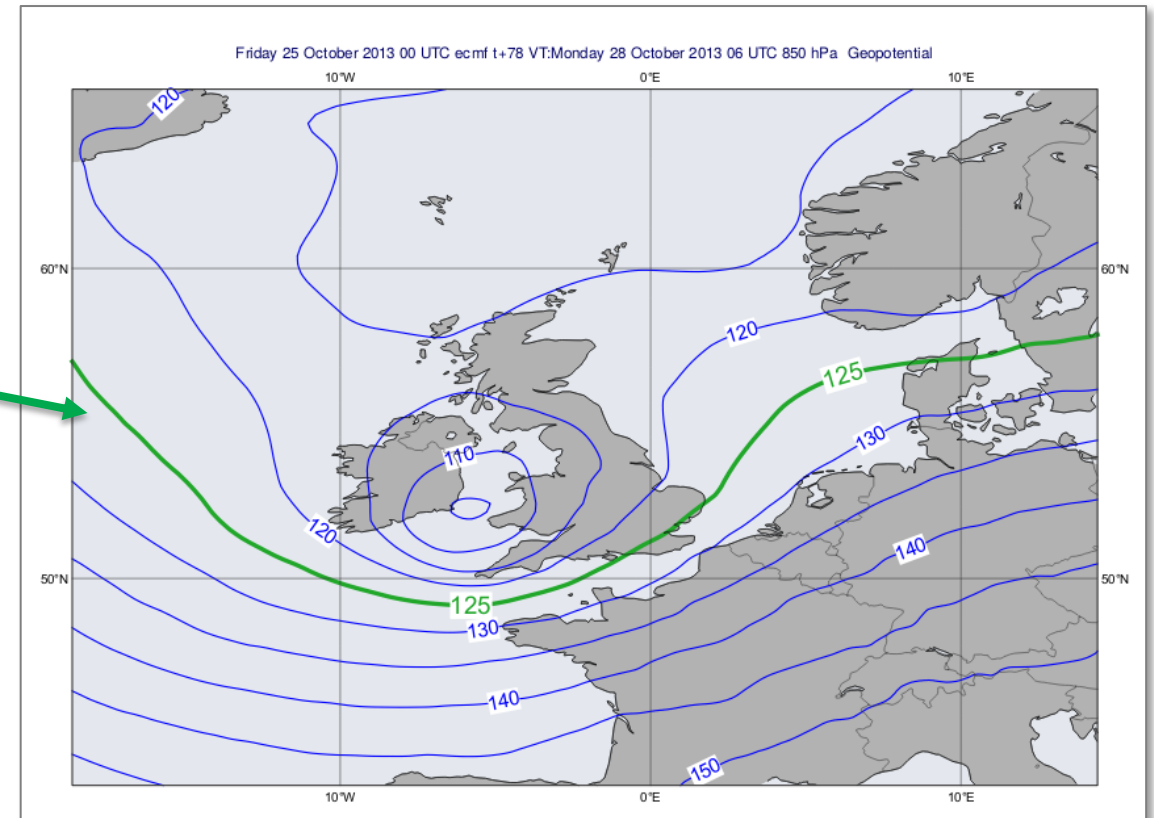 Friday 25 October 2013 00 UTC ecmf t+78 VT:Monday 28 October 2013 06 UTC 850 hPa Geopotential
10°W 0°E 10°E
120
60°N 60°N
120
125
130
110
120
140
50°N 50°N
125
130
140
150
10°W 0°E 10°E